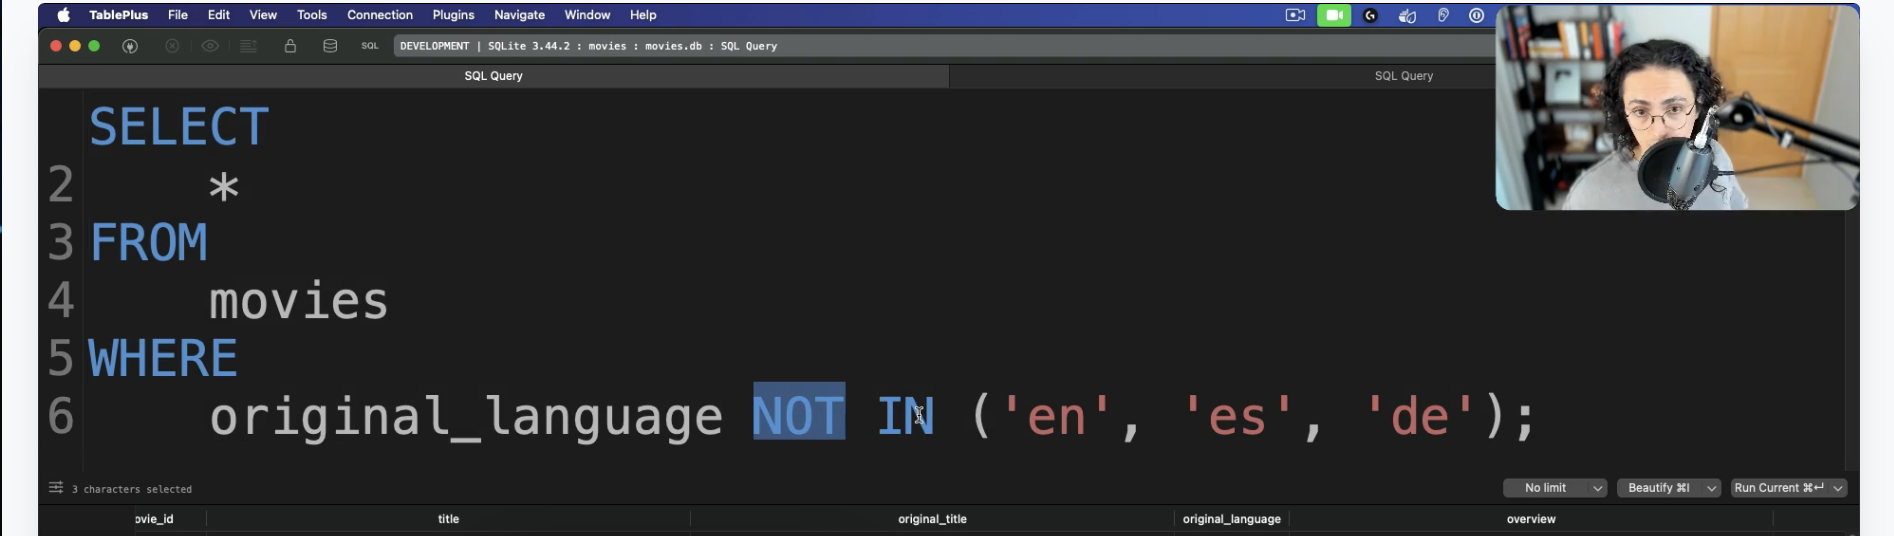 TablePlus File Edit View Tools Connection Plugins Navigate Window Help
SQL DEVELOPMENT | SQLite 3.44.2 : movies : movies.db : SQL Query
SQL Query SQL Query
SELECT
2 *
3 FROM
4 movies
5 WHERE
6 original_language NOT IN ('en', 'es', 'de');
3 characters selected No limit Beautify ⌘I Run Current ⌘↵
ovie_id title original_title original_language overview